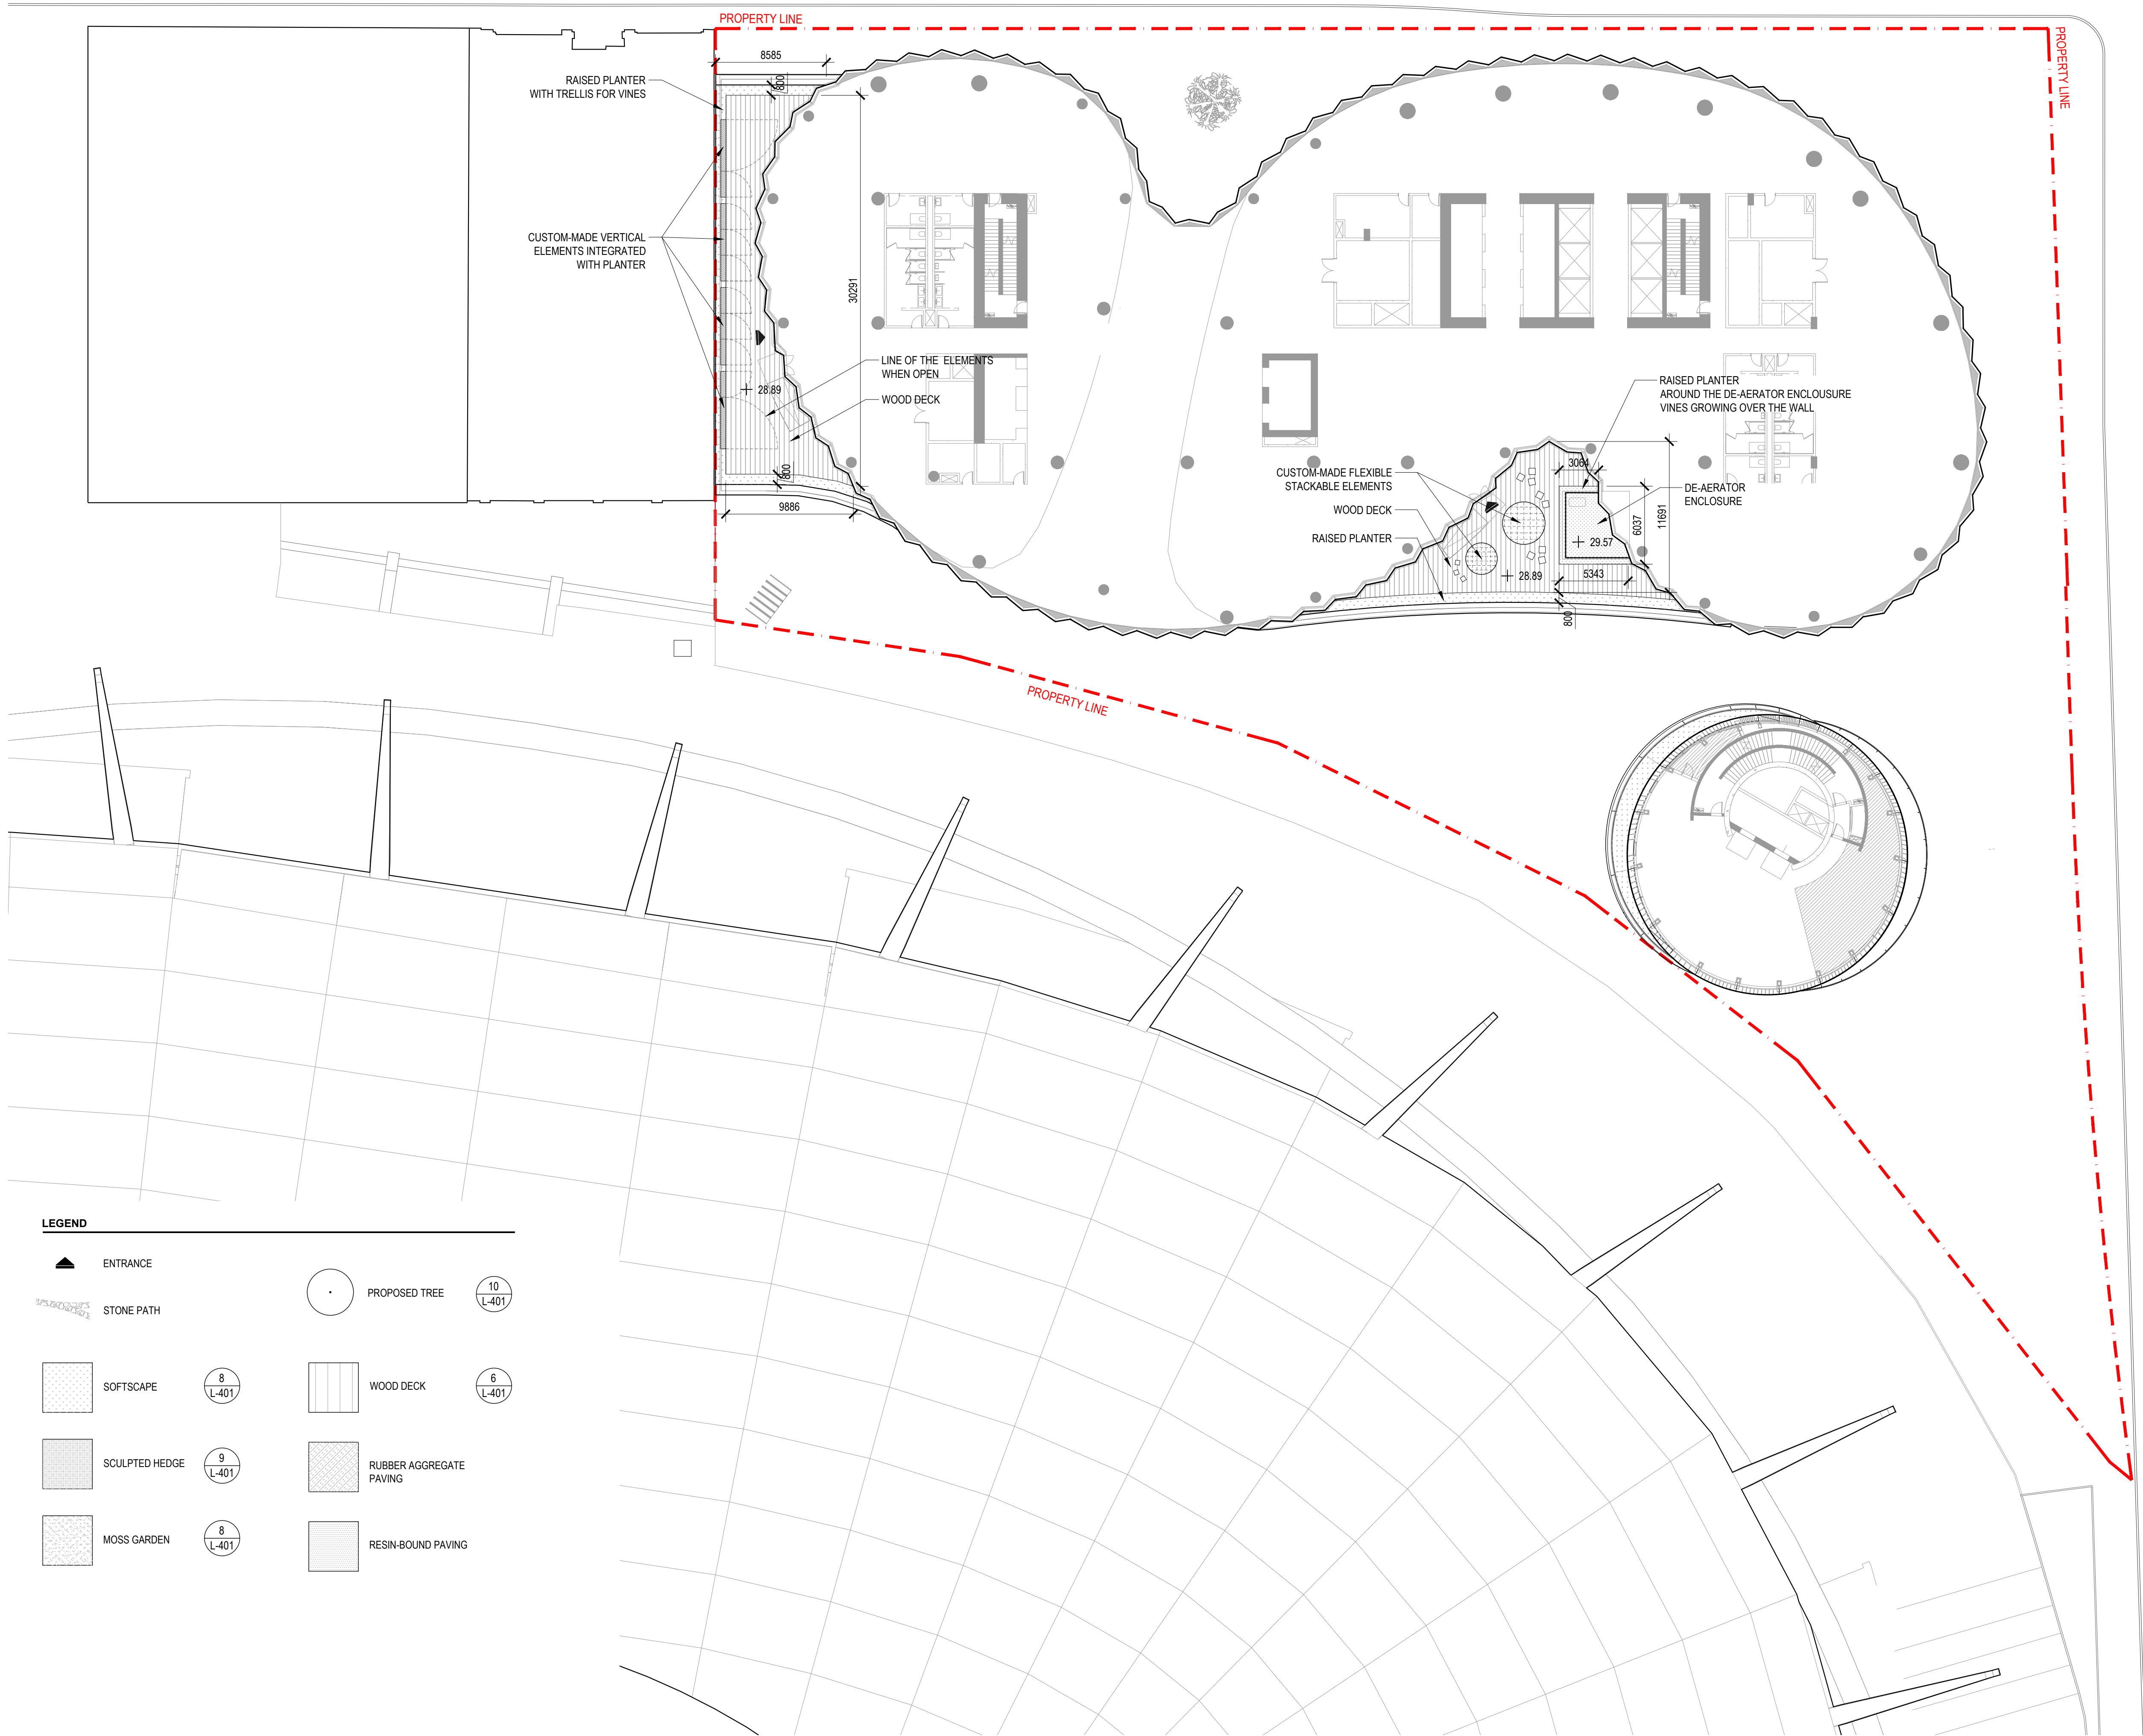 PROPERTY LINE
PROPERTY LINE
8585
800
RAISED PLANTER
WITH TRELLIS FOR VINES
CUSTOM-MADE VERTICAL
ELEMENTS INTEGRATED
WITH PLANTER
30291
LINE OF THE ELEMENTS
WHEN OPEN
28.89
WOOD DECK
800
9886
RAISED PLANTER
AROUND THE DE-AERATOR ENCLOUSURE
VINES GROWING OVER THE WALL
CUSTOM-MADE FLEXIBLE
STACKABLE ELEMENTS
3064
DE-AERATOR
ENCLOSURE
WOOD DECK
6037
11691
RAISED PLANTER
29.57
28.89
5343
800
PROPERTY LINE
LEGEND
ENTRANCE
STONE PATH
PROPOSED TREE
10
L-401
SOFTSCAPE
8
L-401
WOOD DECK
6
L-401
SCULPTED HEDGE
9
L-401
RUBBER AGGREGATE
PAVING
MOSS GARDEN
8
L-401
RESIN-BOUND PAVING